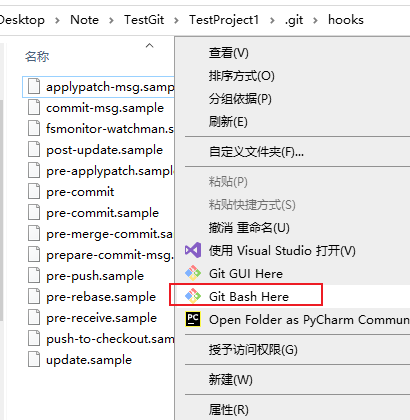 Desktop > Note > TestGit > TestProject1 > .git > hooks
名称
applypatch-msg.samp
commit-msg.sample
fsmonitor-watchman.s
post-update.sample
pre-applypatch.sampl
pre-commit
pre-commit.sample
pre-merge-commit.sa
prepare-commit-msg.
pre-push.sample
pre-rebase.sample
pre-receive.sample
push-to-checkout.sam
update.sample
查看(V)
排序方式(O)
分组依据(P)
刷新(E)
自定义文件夹(F)...
粘贴(P)
粘贴快捷方式(S)
撤消 重命名(U)
使用 Visual Studio 打开(V)
Git GUI Here
Git Bash Here
PC
Open Folder as PyCharm Commun
授予访问权限(G)
新建(W)
属性(R)